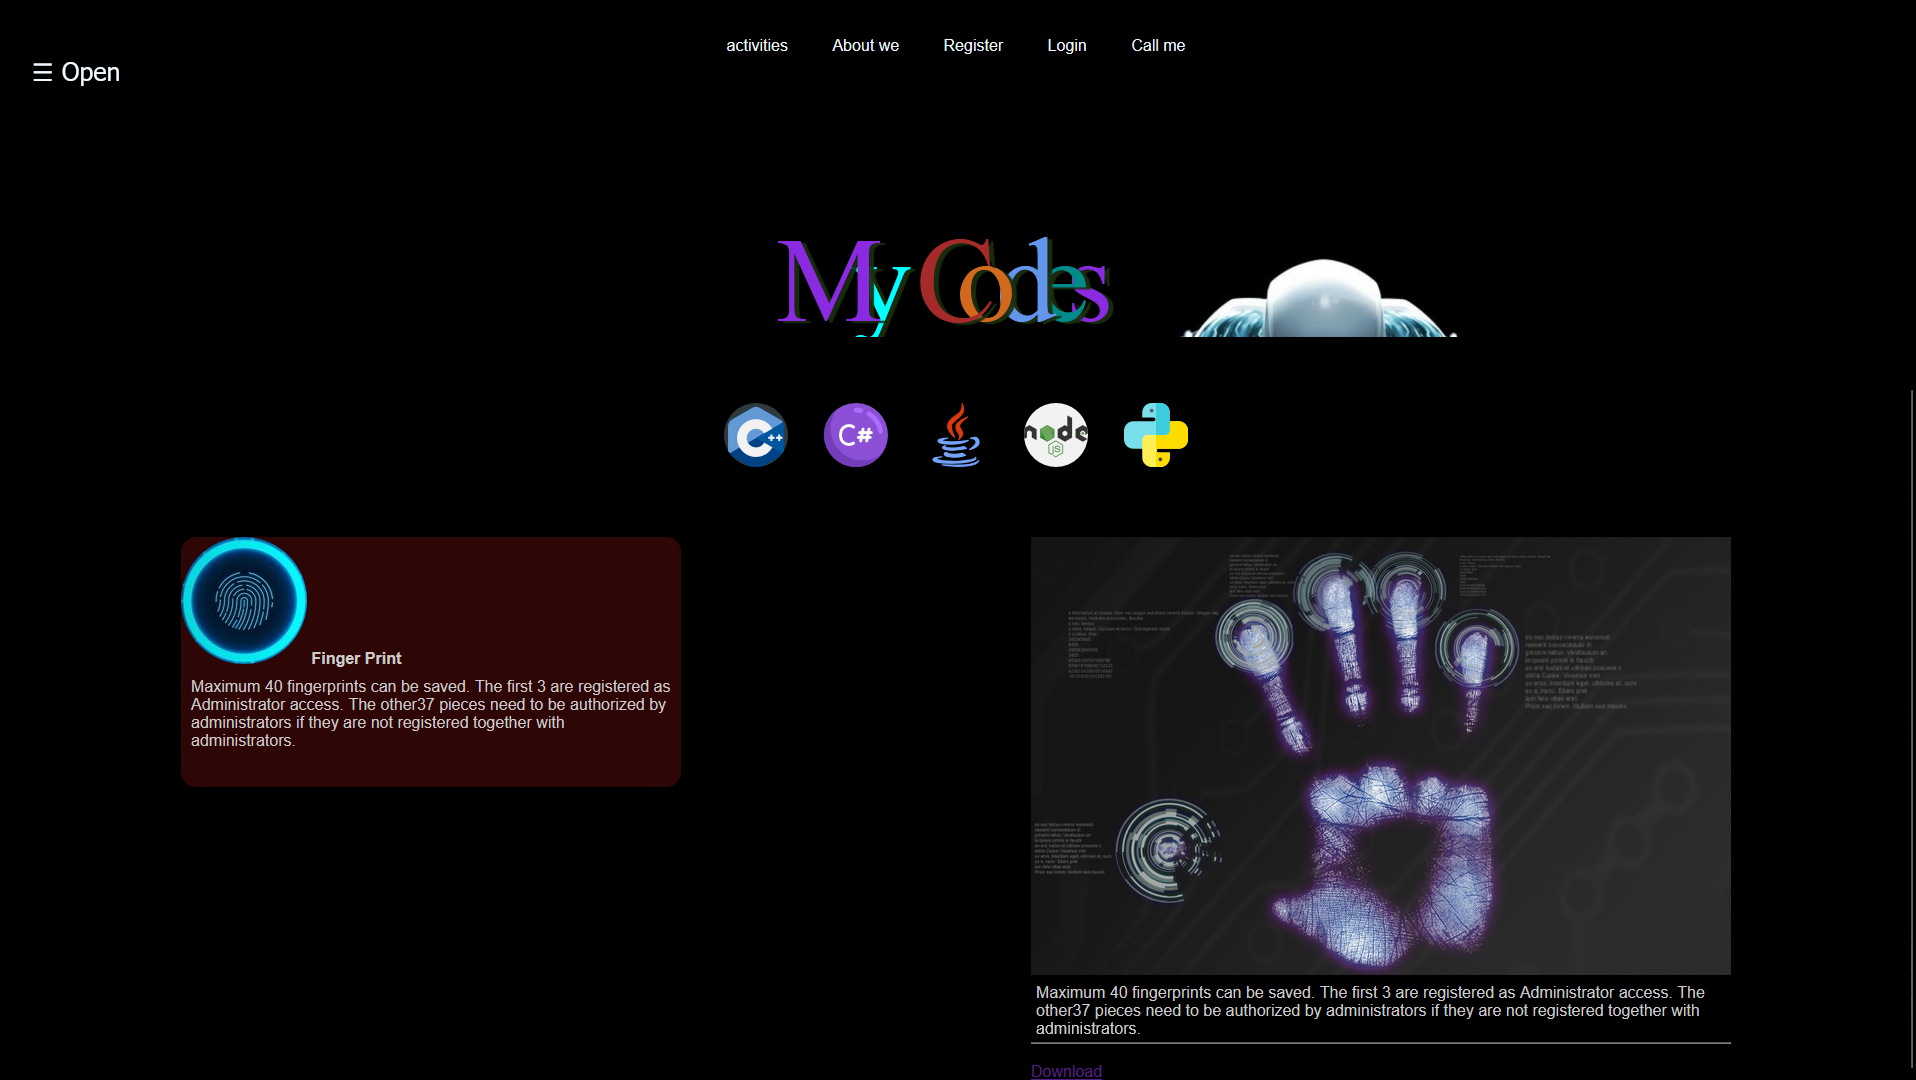 activities About we Register Login Call me
☰ Open
My Codes
C++ C# node JS
Finger Print
Maximum 40 fingerprints can be saved. The first 3 are registered as
Administrator access. The other37 pieces need to be authorized by
administrators if they are not registered together with
administrators.
Maximum 40 fingerprints can be saved. The first 3 are registered as Administrator access. The
other37 pieces need to be authorized by administrators if they are not registered together with
administrators.
Download